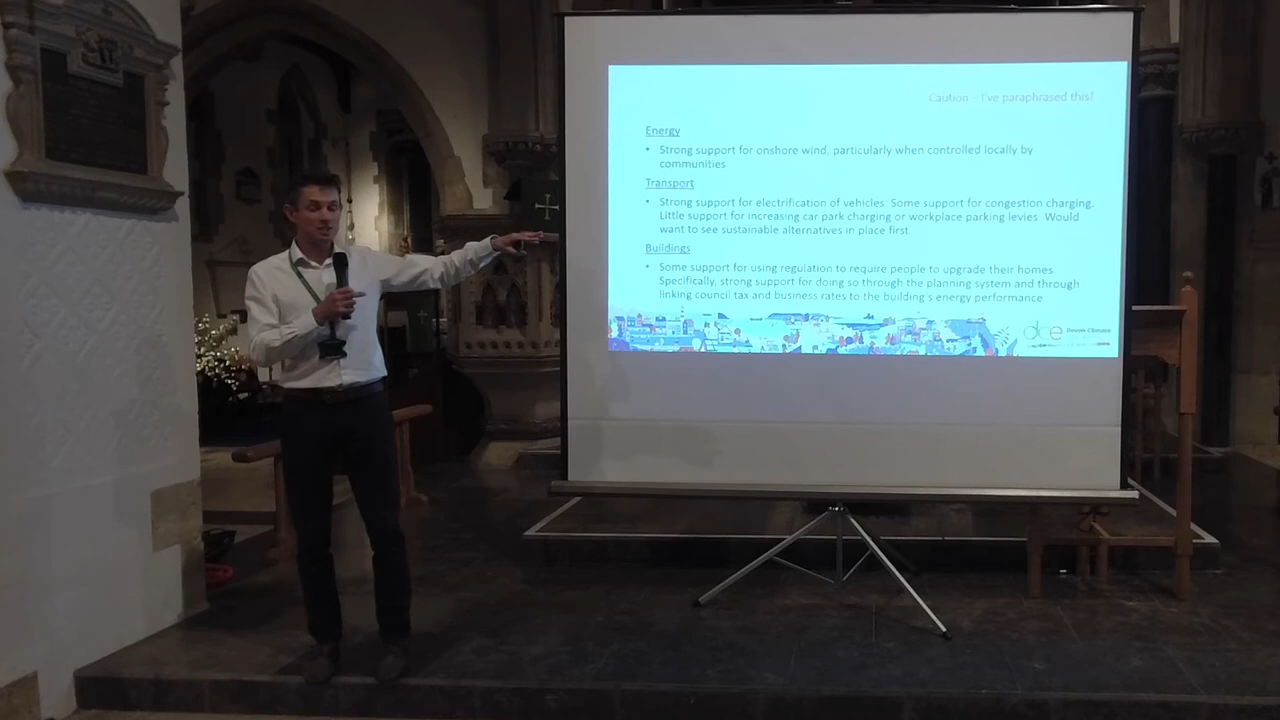 Caution – I've paraphrased this!
Energy
• Strong support for onshore wind, particularly when controlled locally by
communities
Transport
• Strong support for electrification of vehicles. Some support for congestion charging.
Little support for increasing car park charging or workplace parking levies. Would
want to see sustainable alternatives in place first
Buildings
• Some support for using regulation to require people to upgrade their homes.
Specifically, strong support for doing so through the planning system and through
linking council tax and business rates to the building's energy performance
dce Devon Climate